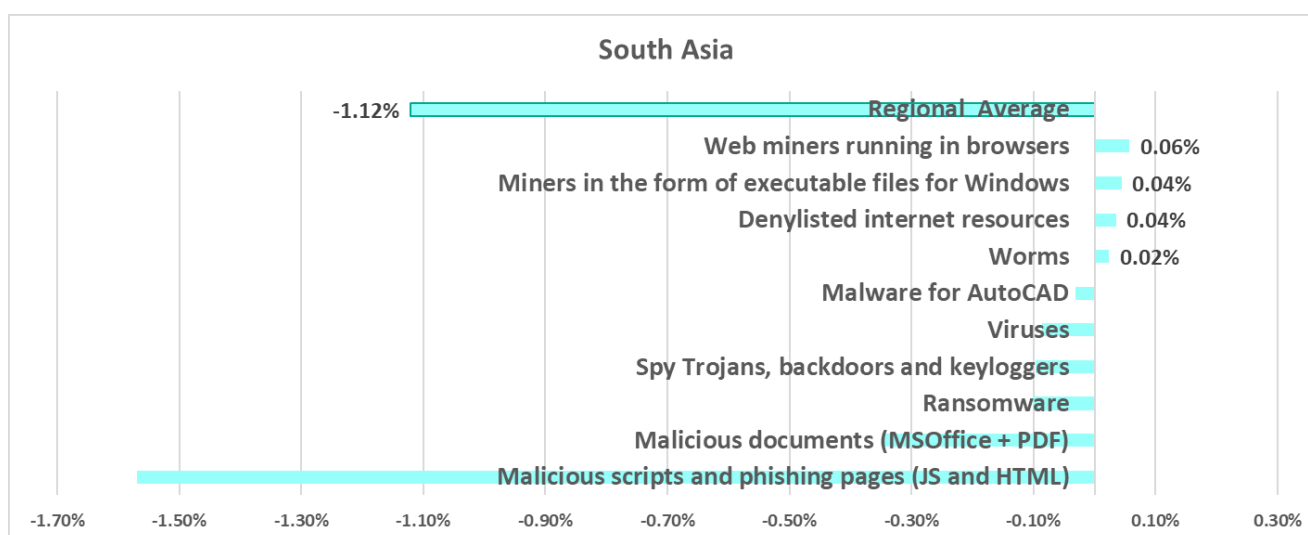 South Asia
-1.12% Regional Average
Web miners running in browsers 0.06%
Miners in the form of executable files for Windows 0.04%
Denylisted internet resources 0.04%
Worms 0.02%
Malware for AutoCAD
Viruses
Spy Trojans, backdoors and keyloggers
Ransomware
Malicious documents (MSOffice + PDF)
Malicious scripts and phishing pages (JS and HTML)
-1.70% -1.50% -1.30% -1.10% -0.90% -0.70% -0.50% -0.30% -0.10% 0.10% 0.30%